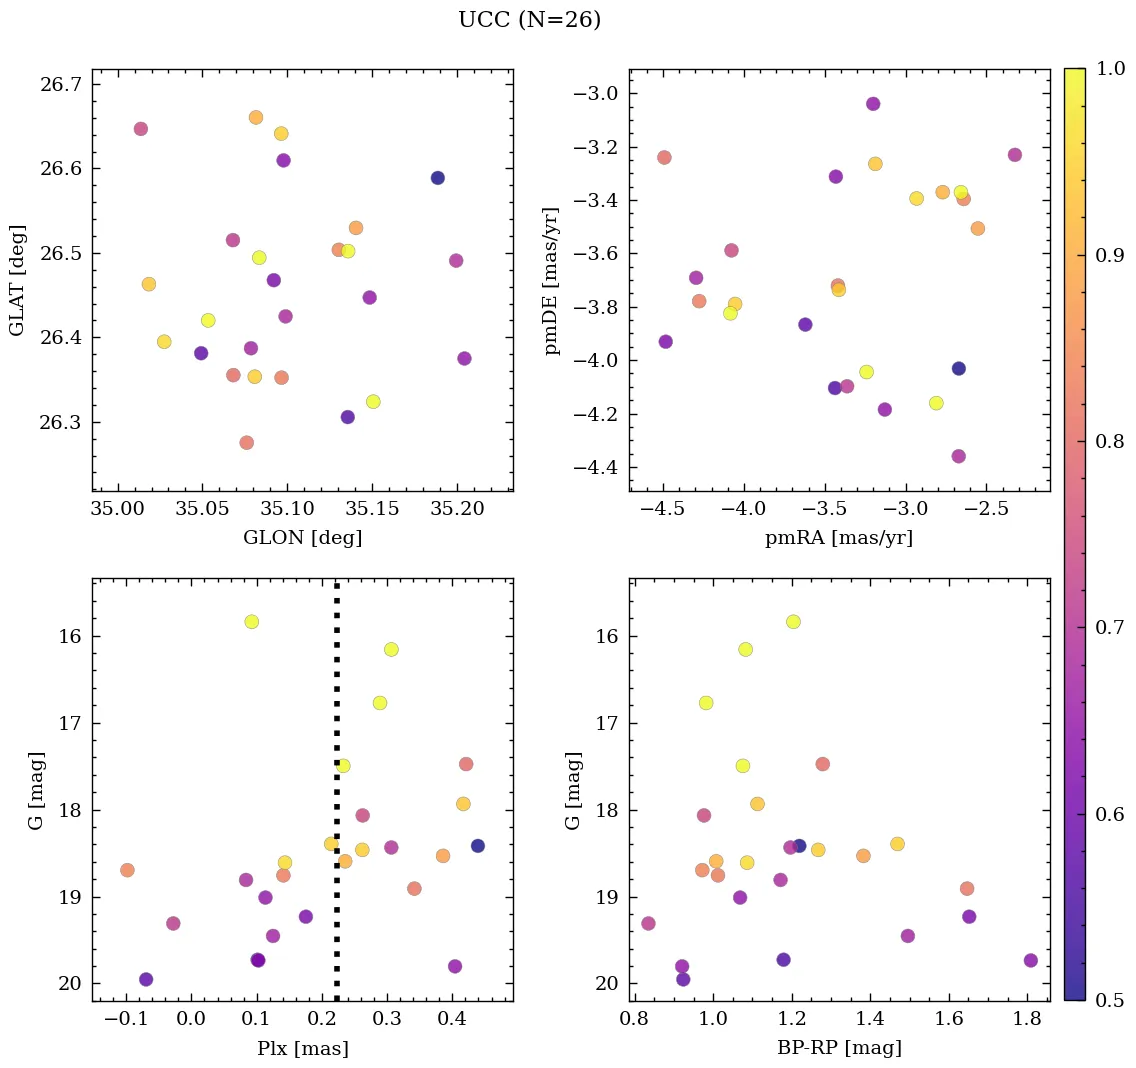 UCC (N=26)
26.7
26.6
26.5
26.4
26.3
GLAT [deg]
35.00 35.05 35.10 35.15 35.20
GLON [deg]
−3.0
−3.2
−3.4
−3.6
−3.8
−4.0
−4.2
−4.4
pmDE [mas/yr]
−4.5 −4.0 −3.5 −3.0 −2.5
pmRA [mas/yr]
16
17
18
19
20
G [mag]
−0.1 0.0 0.1 0.2 0.3 0.4
Plx [mas]
16
17
18
19
20
G [mag]
0.8 1.0 1.2 1.4 1.6 1.8
BP-RP [mag]
1.0
0.9
0.8
0.7
0.6
0.5